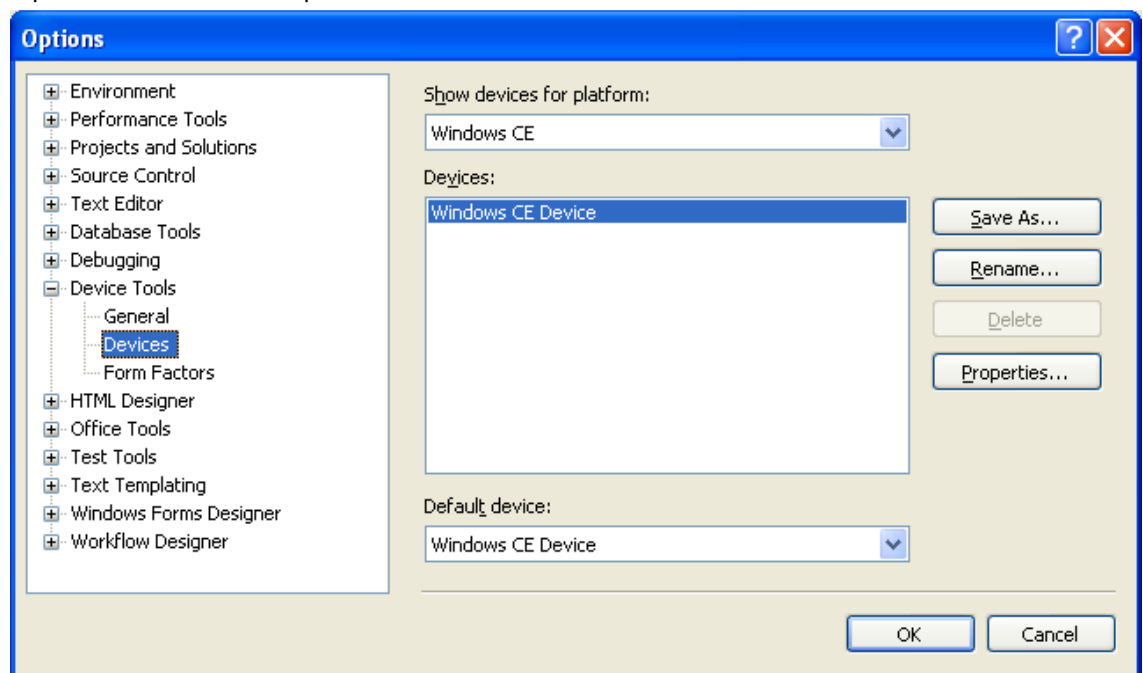 Options
Environment
Performance Tools
Projects and Solutions
Source Control
Text Editor
Database Tools
Debugging
Device Tools
General
Devices
Form Factors
HTML Designer
Office Tools
Test Tools
Text Templating
Windows Forms Designer
Workflow Designer
Show devices for platform:
Windows CE
Devices:
Windows CE Device
Save As...
Rename...
Delete
Properties...
Default device:
Windows CE Device
OK
Cancel